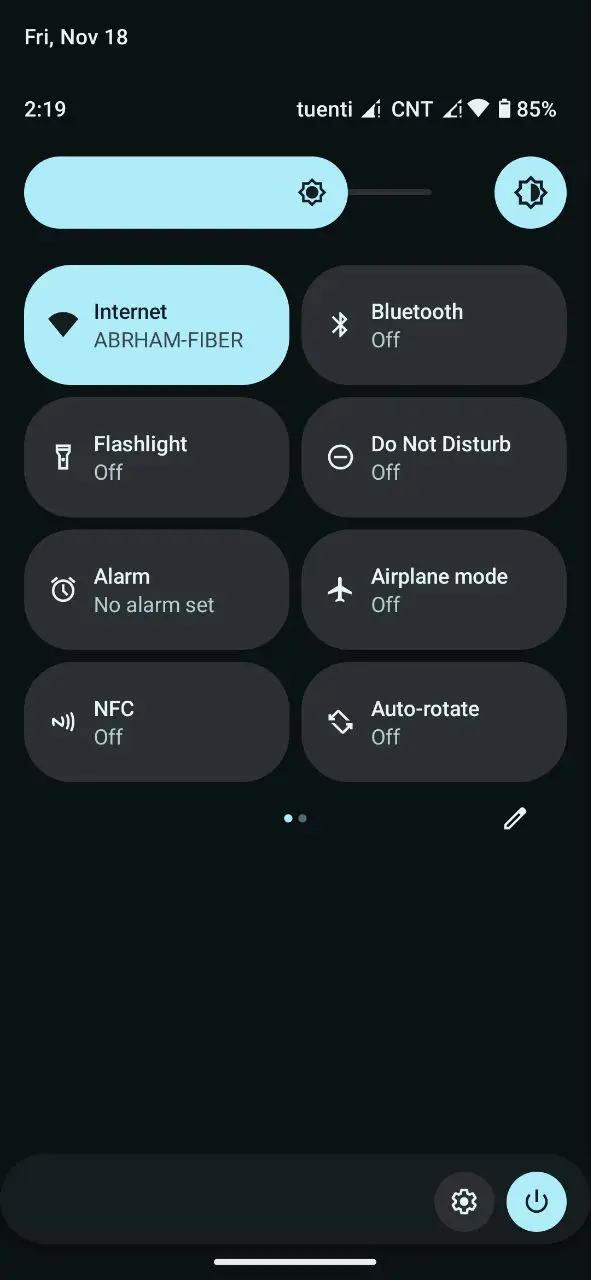 Fri, Nov 18
2:19 tuenti CNT 85%
Internet
ABRHAM-FIBER
Bluetooth
Off
Flashlight
Off
Do Not Disturb
Off
Alarm
No alarm set
Airplane mode
Off
NFC
Off
Auto-rotate
Off